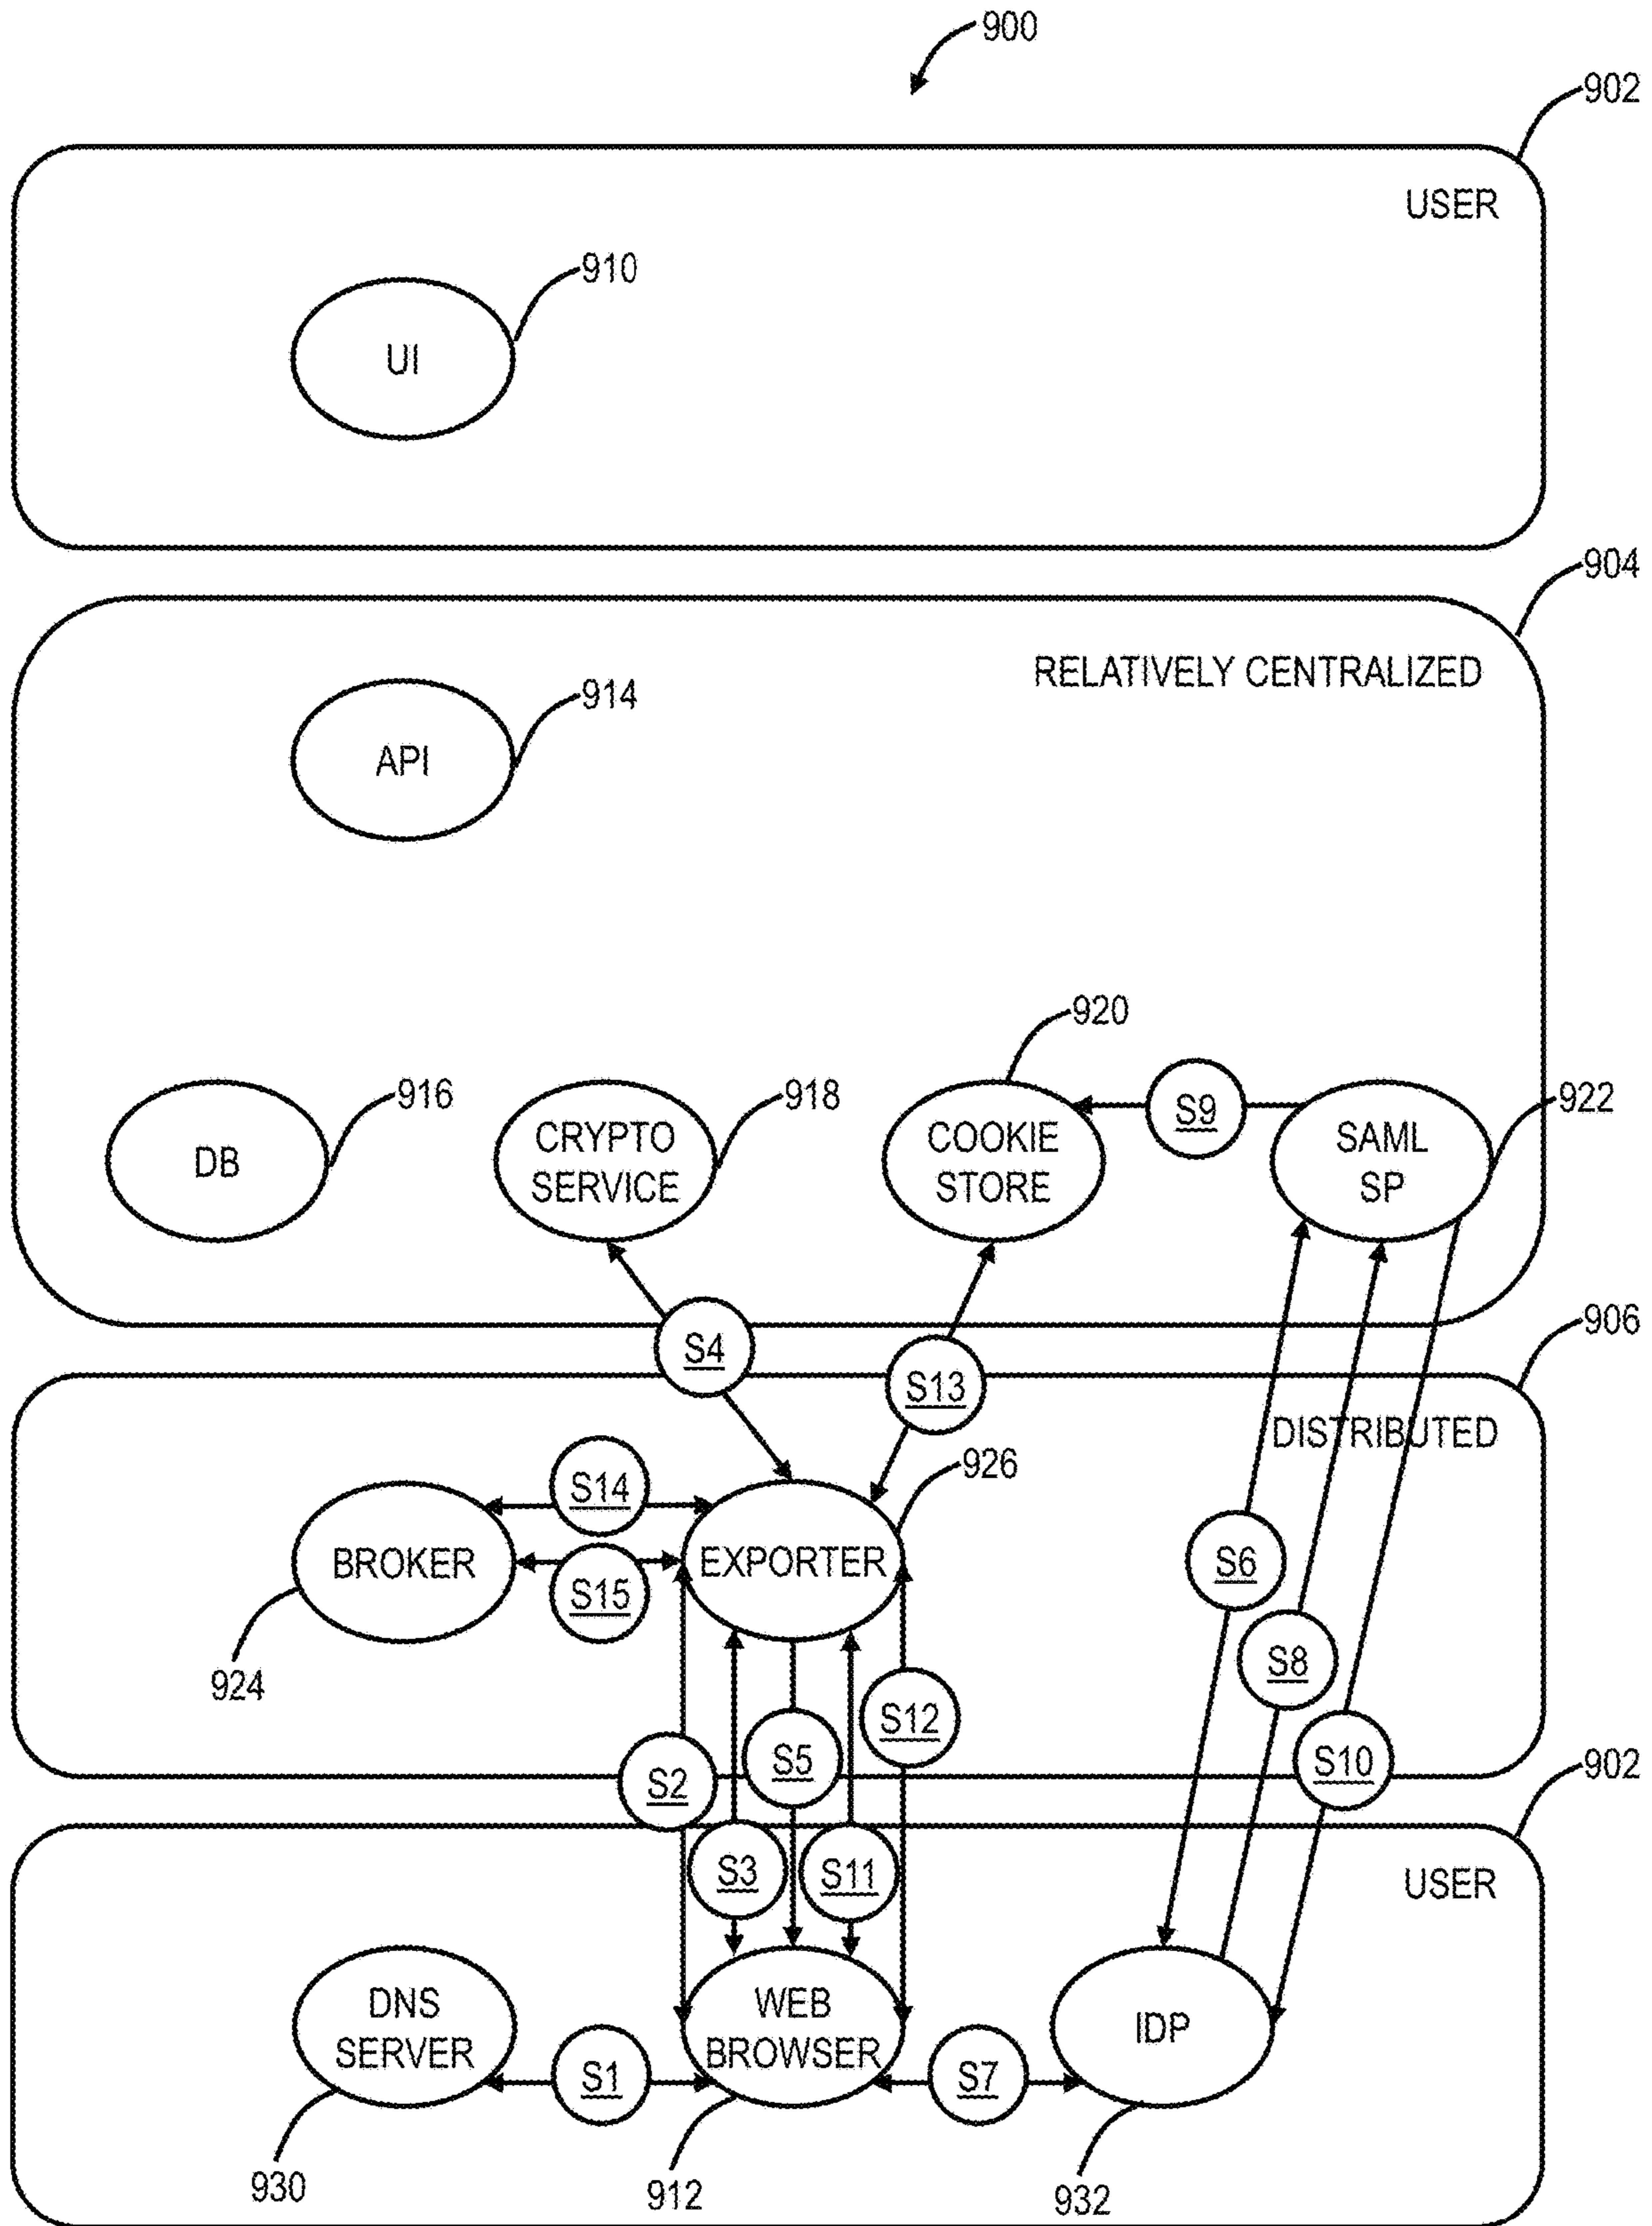 900
902
USER
910
UI
904
RELATIVELY CENTRALIZED
914
API
920
916
918
S9
922
DB
CRYPTO
SERVICE
COOKIE
STORE
SAML
SP
906
S4
S13
DISTRIBUTED
926
S14
BROKER
EXPORTER
S6
S15
924
S8
S12
S2
S5
S10
902
S3
S11
USER
DNS
SERVER
WEB
BROWSER
IDP
S1
S7
930
912
932